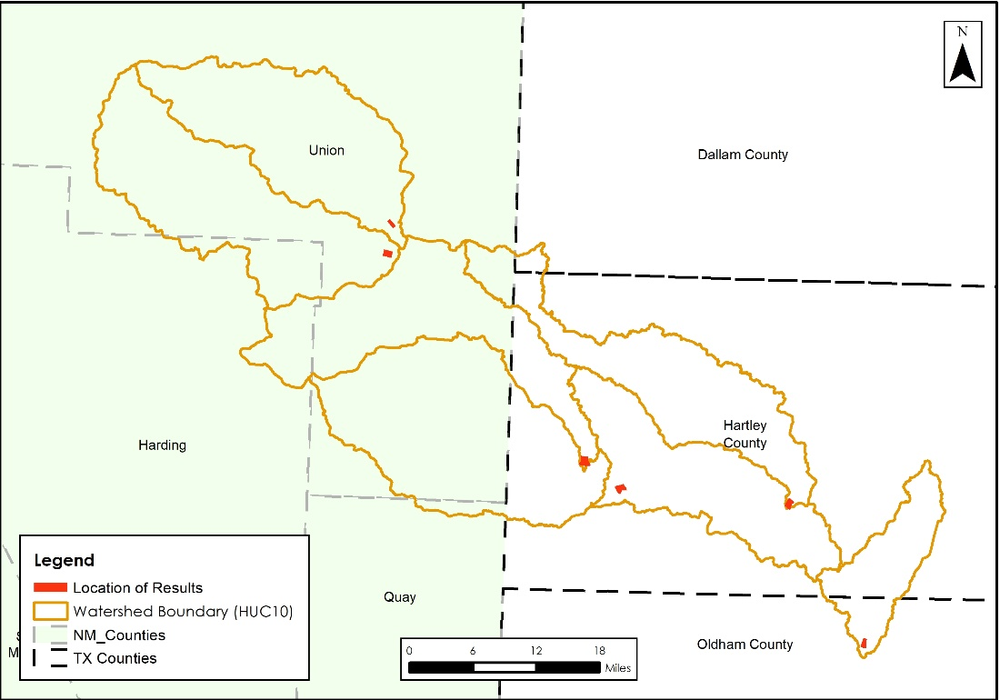 N
Union
Dallam County
Harding
Hartley
County
Quay
Oldham County
Legend
Location of Results
Watershed Boundary (HUC10)
NM_Counties
TX Counties
M
0 6 12 18
Miles